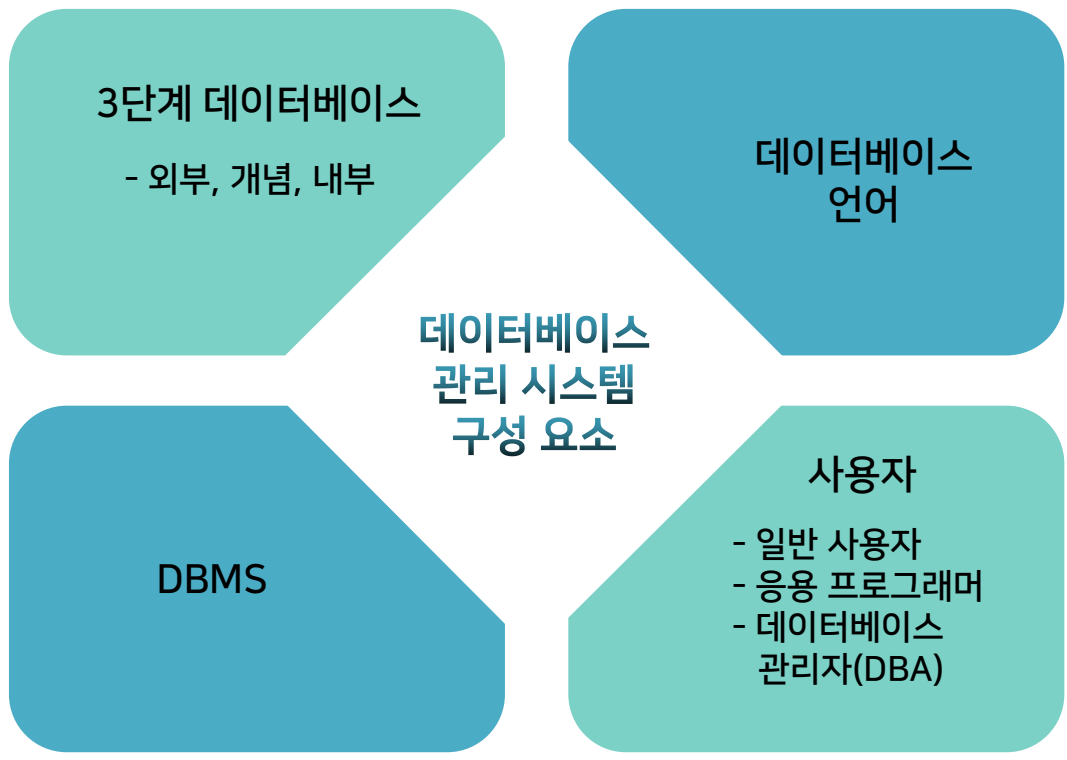 3단계 데이터베이스
- 외부, 개념, 내부
데이터베이스
언어
데이터베이스
관리 시스템
구성 요소
DBMS
사용자
- 일반 사용자
- 응용 프로그래머
- 데이터베이스
관리자(DBA)